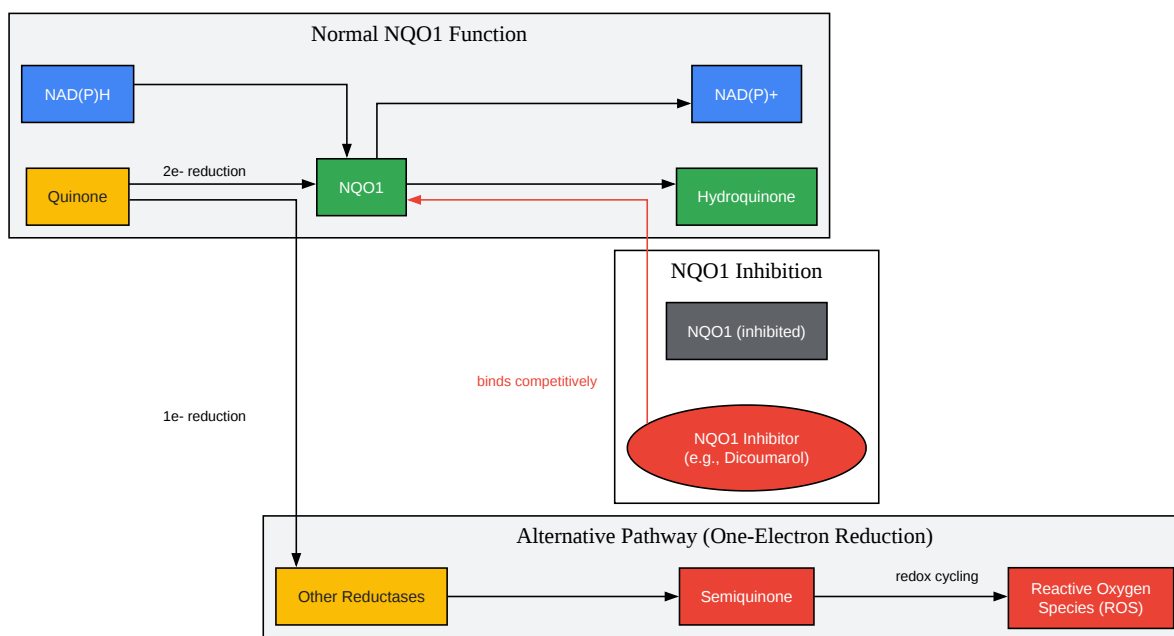 Normal NQO1 Function
NAD(P)H
NAD(P)+
2e- reduction
Quinone
NQO1
Hydroquinone
NQO1 Inhibition
NQO1 (inhibited)
binds competitively
1e- reduction
NQO1 Inhibitor
(e.g., Dicoumarol)
Alternative Pathway (One-Electron Reduction)
Other Reductases
Semiquinone
redox cycling
Reactive Oxygen
Species (ROS)